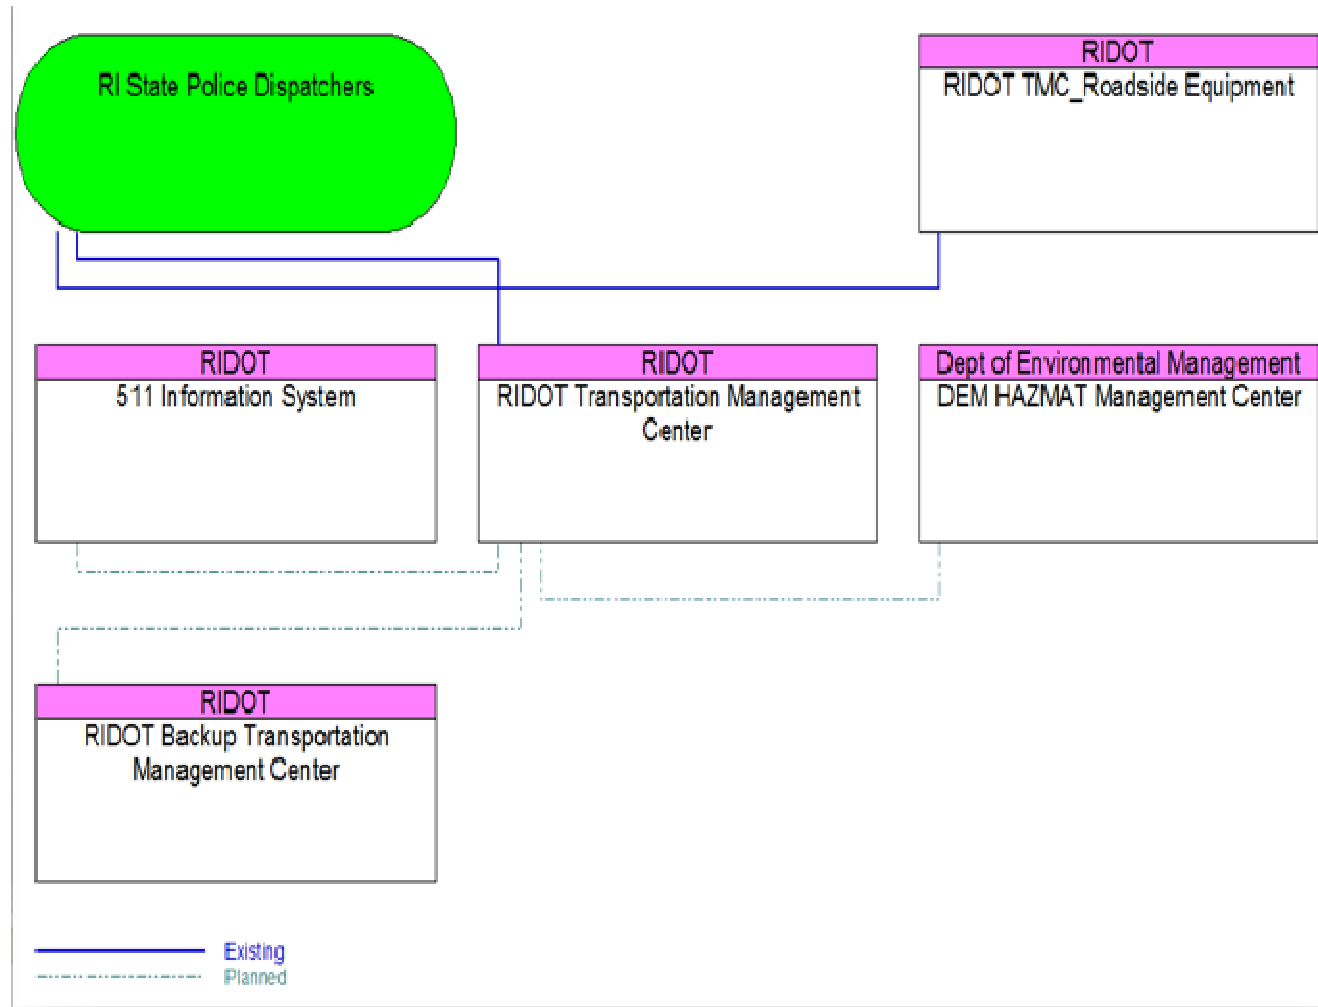 RI State Police Dispatchers
RIDOT
RIDOT TMC_Roadside Equipment
RIDOT
511 Information System
RIDOT
RIDOT Transportation Management
Center
Dept of Environmental Management
DEM HAZMAT Management Center
RIDOT
RIDOT Backup Transportation
Management Center
Existing
Planned